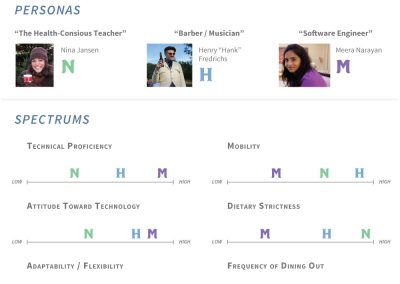 PERSONAS
“The Health-Consious Teacher”
Nina Jansen
N
“Barber / Musician”
Henry “Hank”
Fredrichs
H
“Software Engineer”
Meera Narayan
M
SPECTRUMS
Technical Proficiency
N H M
LOW HIGH
Mobility
M N H
LOW HIGH
Attitude Toward Technology
N H M
LOW HIGH
Dietary Strictness
M H N
LOW HIGH
Adaptability / Flexibility
Frequency of Dining Out